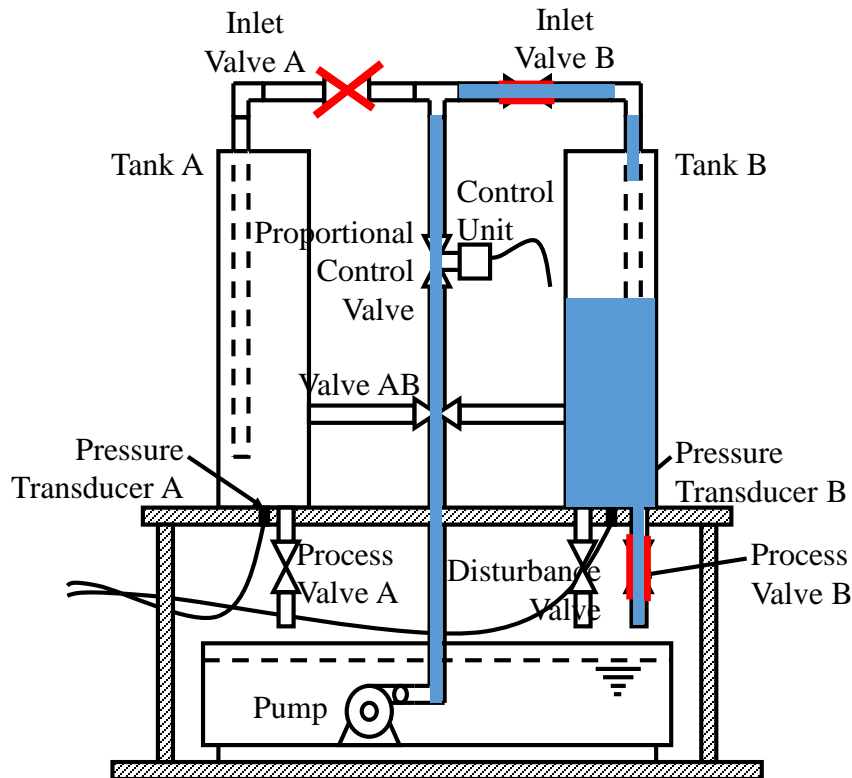 Inlet
Valve A
Inlet
Valve B
Tank A
Tank B
Control
Unit
Proportional
Control
Valve
Valve AB
Pressure
Transducer A
Pressure
Transducer B
Process
Valve A
Disturbance
Valve
Process
Valve B
Pump